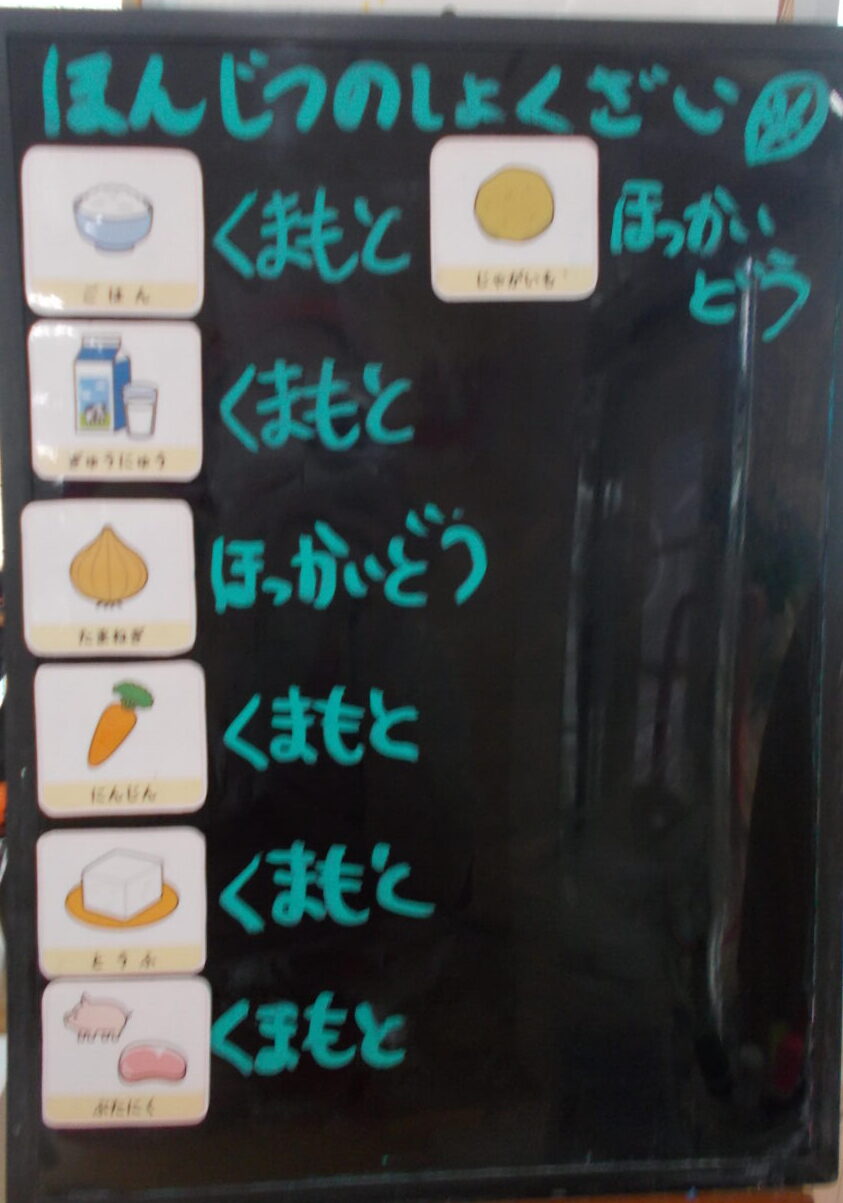 ほんじつのしょくざい
ごはん
くまもと
ぎゅうにゅう
くまもと
たまねぎ
ほっかいどう
にんじん
くまもと
とうふ
くまもと
ぶたにく
くまもと
じゃがいも
ほっかい
どう